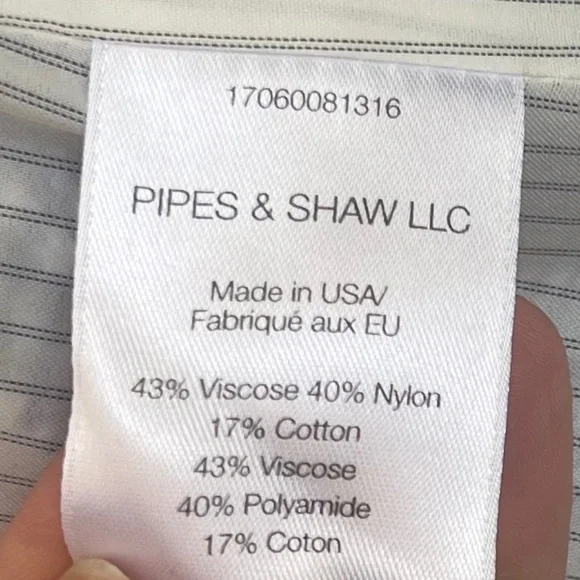 17060081316
PIPES & SHAW LLC
Made in USA/
Fabriqué aux EU
43% Viscose 40% Nylon
17% Cotton
43% Viscose
40% Polyamide
17% Coton